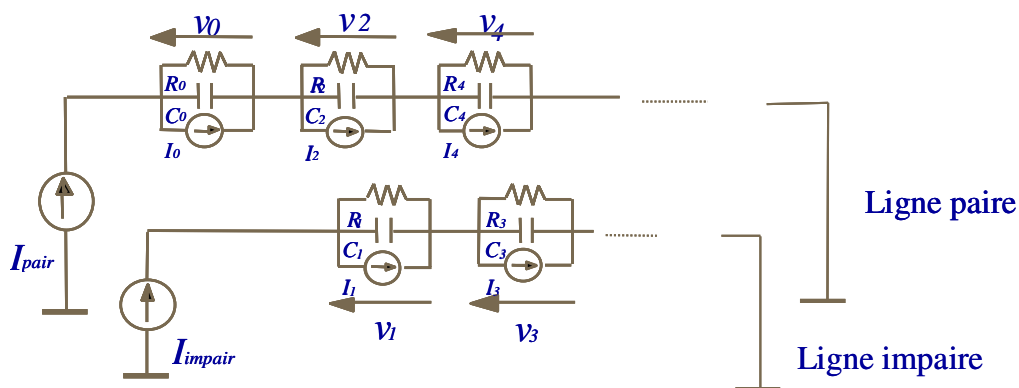 v0 v2 v4
R0 R2 R4
C0 C2 C4
I0 I2 I4
Ligne paire
R1 R3
C1 C3
Ipair
I1 I3
v1 v3
Iimpair
Ligne impaire